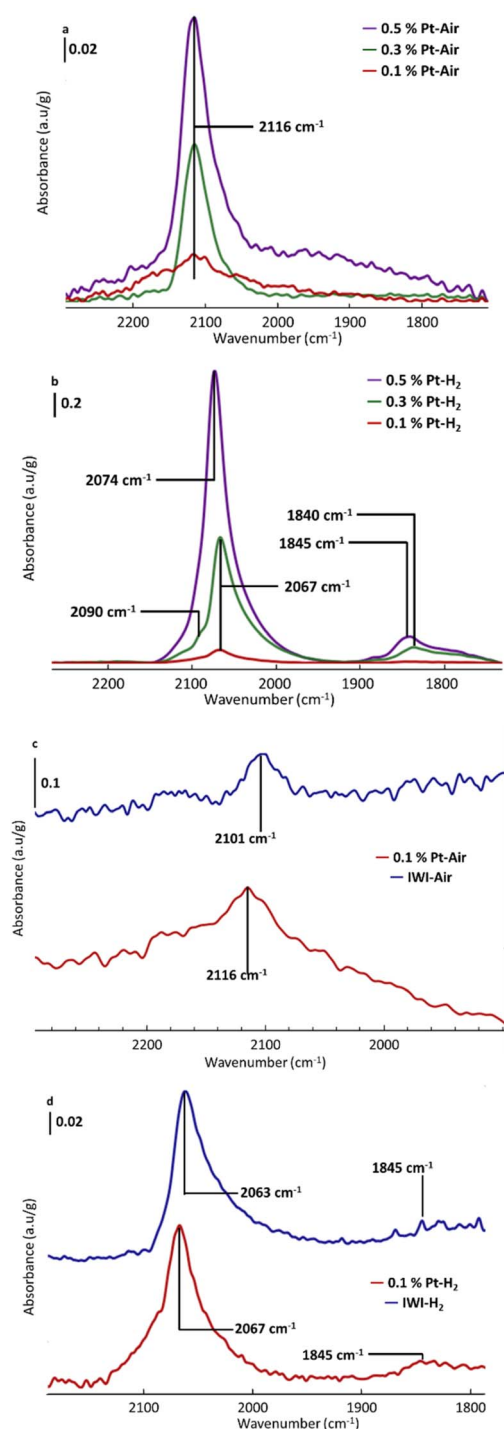 a
0.02
0.5 % Pt-Air
0.3 % Pt-Air
0.1 % Pt-Air
2116 cm⁻¹
Absorbance (a.u/g)
2200 2100 2000 1900 1800
Wavenumber (cm⁻¹)
b
0.2
0.5 % Pt-H₂
0.3 % Pt-H₂
0.1 % Pt-H₂
2074 cm⁻¹
1840 cm⁻¹
1845 cm⁻¹
2067 cm⁻¹
2090 cm⁻¹
Absorbance (a.u/g)
2200 2100 2000 1900 1800
Wavenumber (cm⁻¹)
c
0.1
2101 cm⁻¹
0.1 % Pt-Air
IWI-Air
2116 cm⁻¹
Absorbance (a.u/g)
2200 2100 2000
Wavenumber (cm⁻¹)
d
0.02
1845 cm⁻¹
2063 cm⁻¹
0.1 % Pt-H₂
IWI-H₂
2067 cm⁻¹
1845 cm⁻¹
Absorbance (a.u/g)
2100 2000 1900 1800
Wavenumber (cm⁻¹)